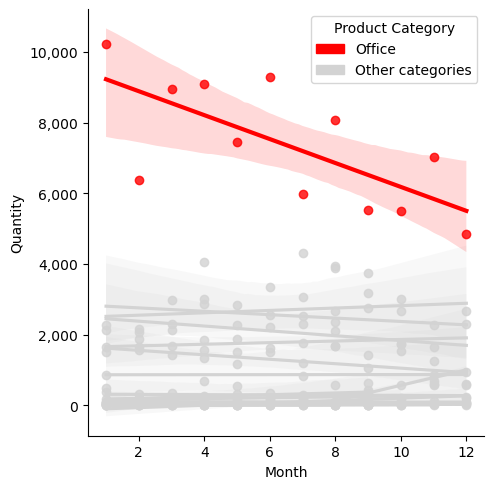 Product Category
Office
Other categories
10,000
8,000
6,000
4,000
2,000
0
Quantity
2 4 6 8 10 12
Month